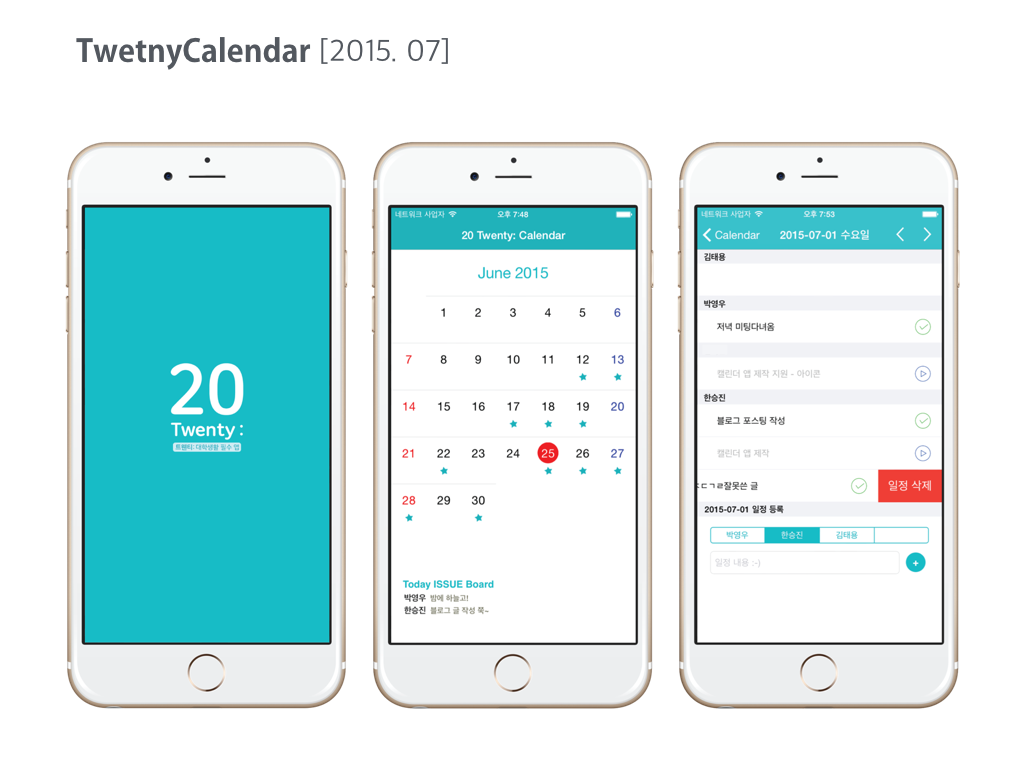 TwetnyCalendar [2015. 07]
20
Twenty :
트웬티: 대학생활 필수 앱
네트워크 사업자 오후 7:48
20 Twenty: Calendar
June 2015
1 2 3 4 5 6
7 8 9 10 11 12 13
14 15 16 17 18 19 20
21 22 23 24 25 26 27
28 29 30
Today ISSUE Board
박영우 밤에 하늘고!
한승진 블로그 글 작성 쭉~
네트워크 사업자 오후 7:53
Calendar 2015-07-01 수요일
김태용
박영우
저녁 미팅다녀옴
캘린더 앱 제작 지원 - 아이콘
한승진
블로그 포스팅 작성
캘린더 앱 제작
ㄷㄱㄹ잘못쓴 글 일정 삭제
2015-07-01 일정 등록
박영우 한승진 김태용
일정 내용 :-) +